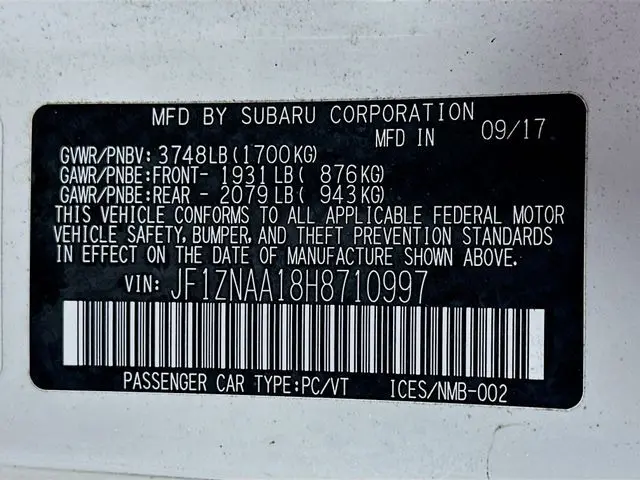 MFD BY SUBARU CORPORATION
MFD IN 09/17
GVWR/PNBV: 3748LB(1700KG)
GAWR/PNBE:FRONT- 1931LB( 876KG)
GAWR/PNBE:REAR - 2079LB( 943KG)
THIS VEHICLE CONFORMS TO ALL APPLICABLE FEDERAL MOTOR
VEHICLE SAFETY, BUMPER, AND THEFT PREVENTION STANDARDS
IN EFFECT ON THE DATE OF MANUFACTURE SHOWN ABOVE.
VIN: JF1ZNAA18H8710997
PASSENGER CAR TYPE:PC/VT ICES/NMB-002